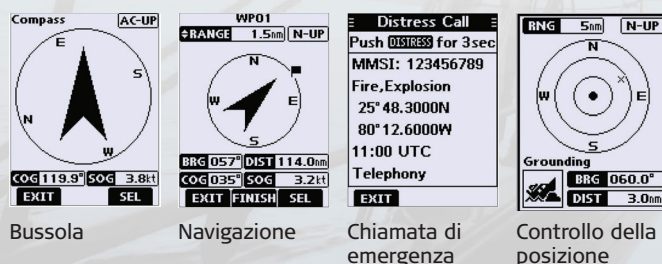 Compass AC-UP
E
S
N
W
COG 119.9° SOG 3.8kt
EXIT SEL
Bussola
WP01
RANGE 1.5nm N-UP
N
W E
S
BRG 057° DIST 114.0nm
COG 035° SOG 3.2kt
EXIT FINISH SEL
Navigazione
Distress Call
Push DISTRESS for 3sec
MMSI: 123456789
Fire,Explosion
25°48.3000N
80°12.6000W
11:00 UTC
Telephony
EXIT
Chiamata di
emergenza
RNG 5nm N-UP
N
W E
S
Grounding
BRG 060.0°
DIST 3.0nm
Controllo della
posizione